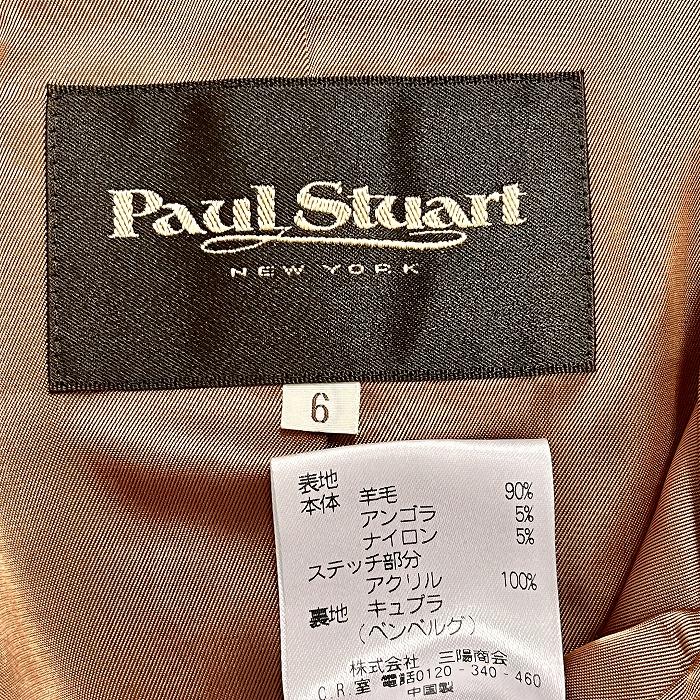 Paul Stuart
NEW YORK
6
表地
本体 羊毛 90%
アンゴラ 5%
ナイロン 5%
ステッチ部分
アクリル 100%
裏地 キュプラ
(ベンベルグ)
株式会社 三陽商会
C.R.室 電話0120-340-460
中国製